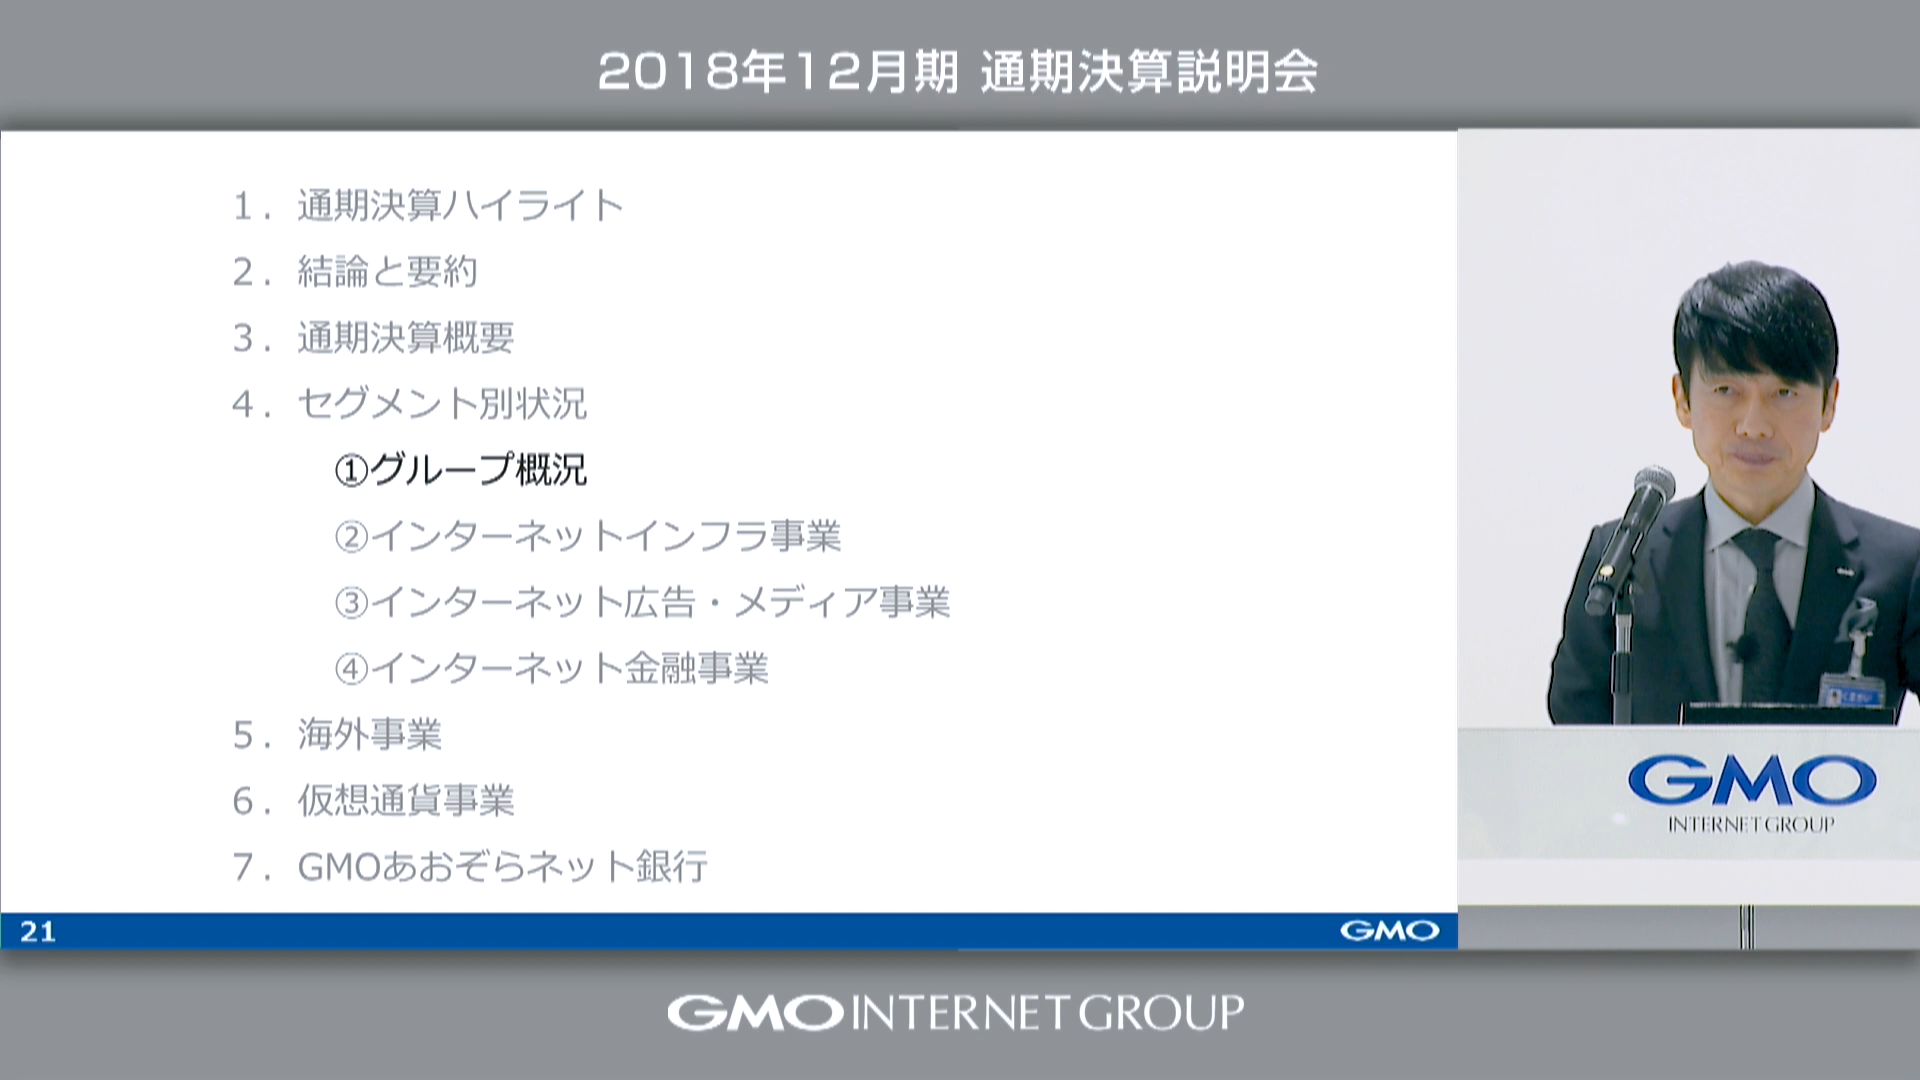 2018年12月期 通期決算説明会
1. 通期決算ハイライト
2. 結論と要約
3. 通期決算概要
4. セグメント別状況
①グループ概況
②インターネットインフラ事業
③インターネット広告・メディア事業
④インターネット金融事業
5. 海外事業
6. 仮想通貨事業
7. GMOあおぞらネット銀行
21
GMO
GMO
INTERNET GROUP
GMO INTERNET GROUP